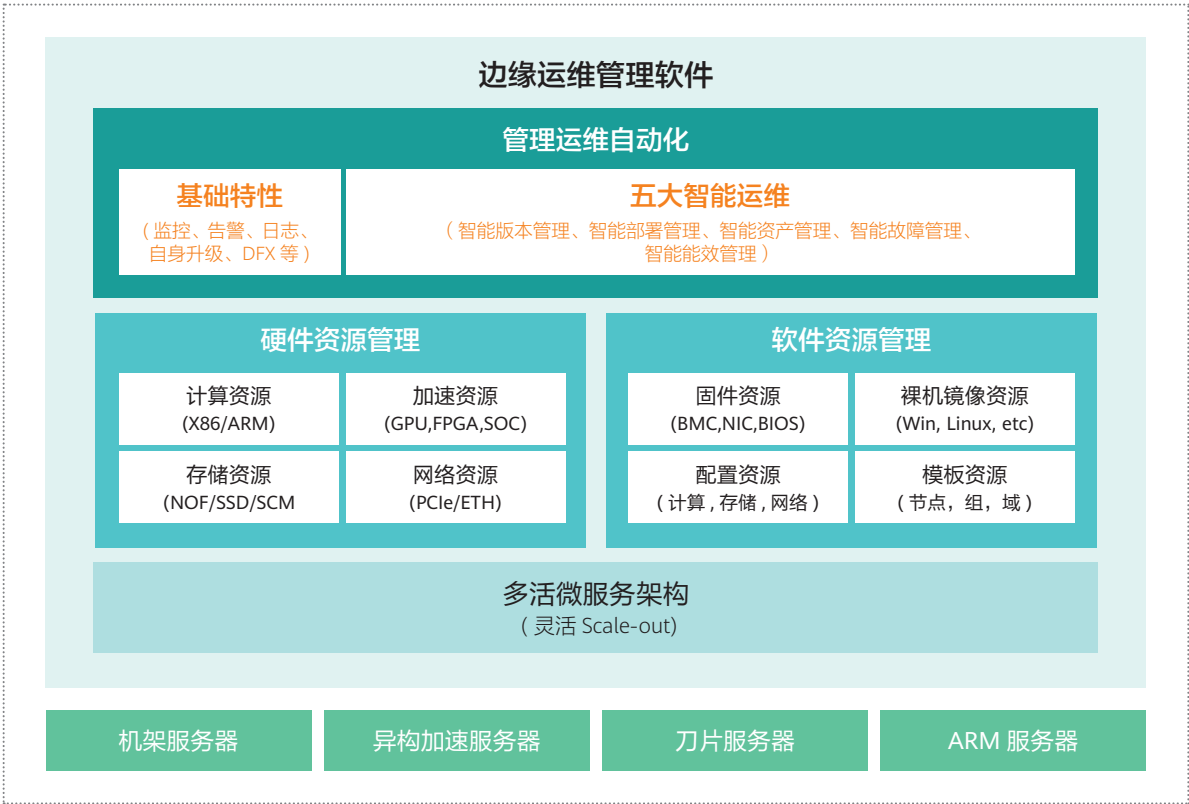 边缘运维管理软件
管理运维自动化
基础特性
(监控、告警、日志、
自身升级、DFX 等)
五大智能运维
(智能版本管理、智能部署管理、智能资产管理、智能故障管理、
智能能效管理)
硬件资源管理
计算资源
(X86/ARM)
加速资源
(GPU,FPGA,SOC)
存储资源
(NOF/SSD/SCM
网络资源
(PCIe/ETH)
软件资源管理
固件资源
(BMC,NIC,BIOS)
裸机镜像资源
(Win, Linux, etc)
配置资源
(计算,存储,网络)
模板资源
(节点，组，域)
多活微服务架构
(灵活 Scale-out)
机架服务器
异构加速服务器
刀片服务器
ARM 服务器